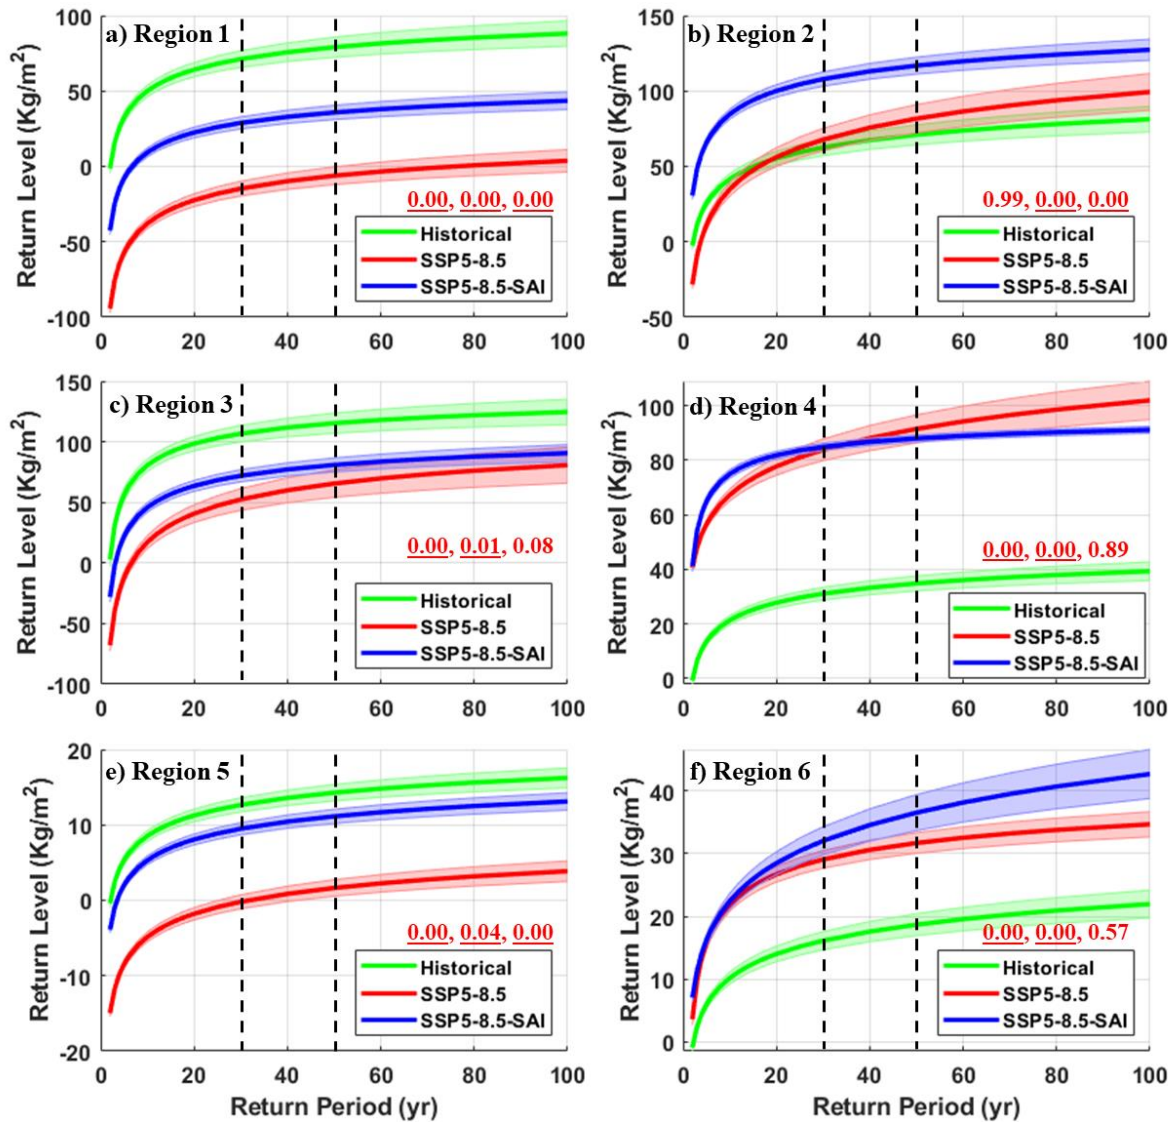 a) Region 1
Return Level (Kg/m²)
100
50
0
-50
-100
0.00, 0.00, 0.00
Historical
SSP5-8.5
SSP5-8.5-SAI
0 20 40 60 80 100
b) Region 2
Return Level (Kg/m²)
150
100
50
0
-50
0.99, 0.00, 0.00
Historical
SSP5-8.5
SSP5-8.5-SAI
0 20 40 60 80 100
c) Region 3
Return Level (Kg/m²)
150
100
50
0
-50
-100
0.00, 0.01, 0.08
Historical
SSP5-8.5
SSP5-8.5-SAI
0 20 40 60 80 100
d) Region 4
Return Level (Kg/m²)
100
80
60
40
20
0
0.00, 0.00, 0.89
Historical
SSP5-8.5
SSP5-8.5-SAI
0 20 40 60 80 100
e) Region 5
Return Level (Kg/m²)
20
10
0
-10
-20
0.00, 0.04, 0.00
Historical
SSP5-8.5
SSP5-8.5-SAI
0 20 40 60 80 100
Return Period (yr)
f) Region 6
Return Level (Kg/m²)
40
30
20
10
0
0.00, 0.00, 0.57
Historical
SSP5-8.5
SSP5-8.5-SAI
0 20 40 60 80 100
Return Period (yr)